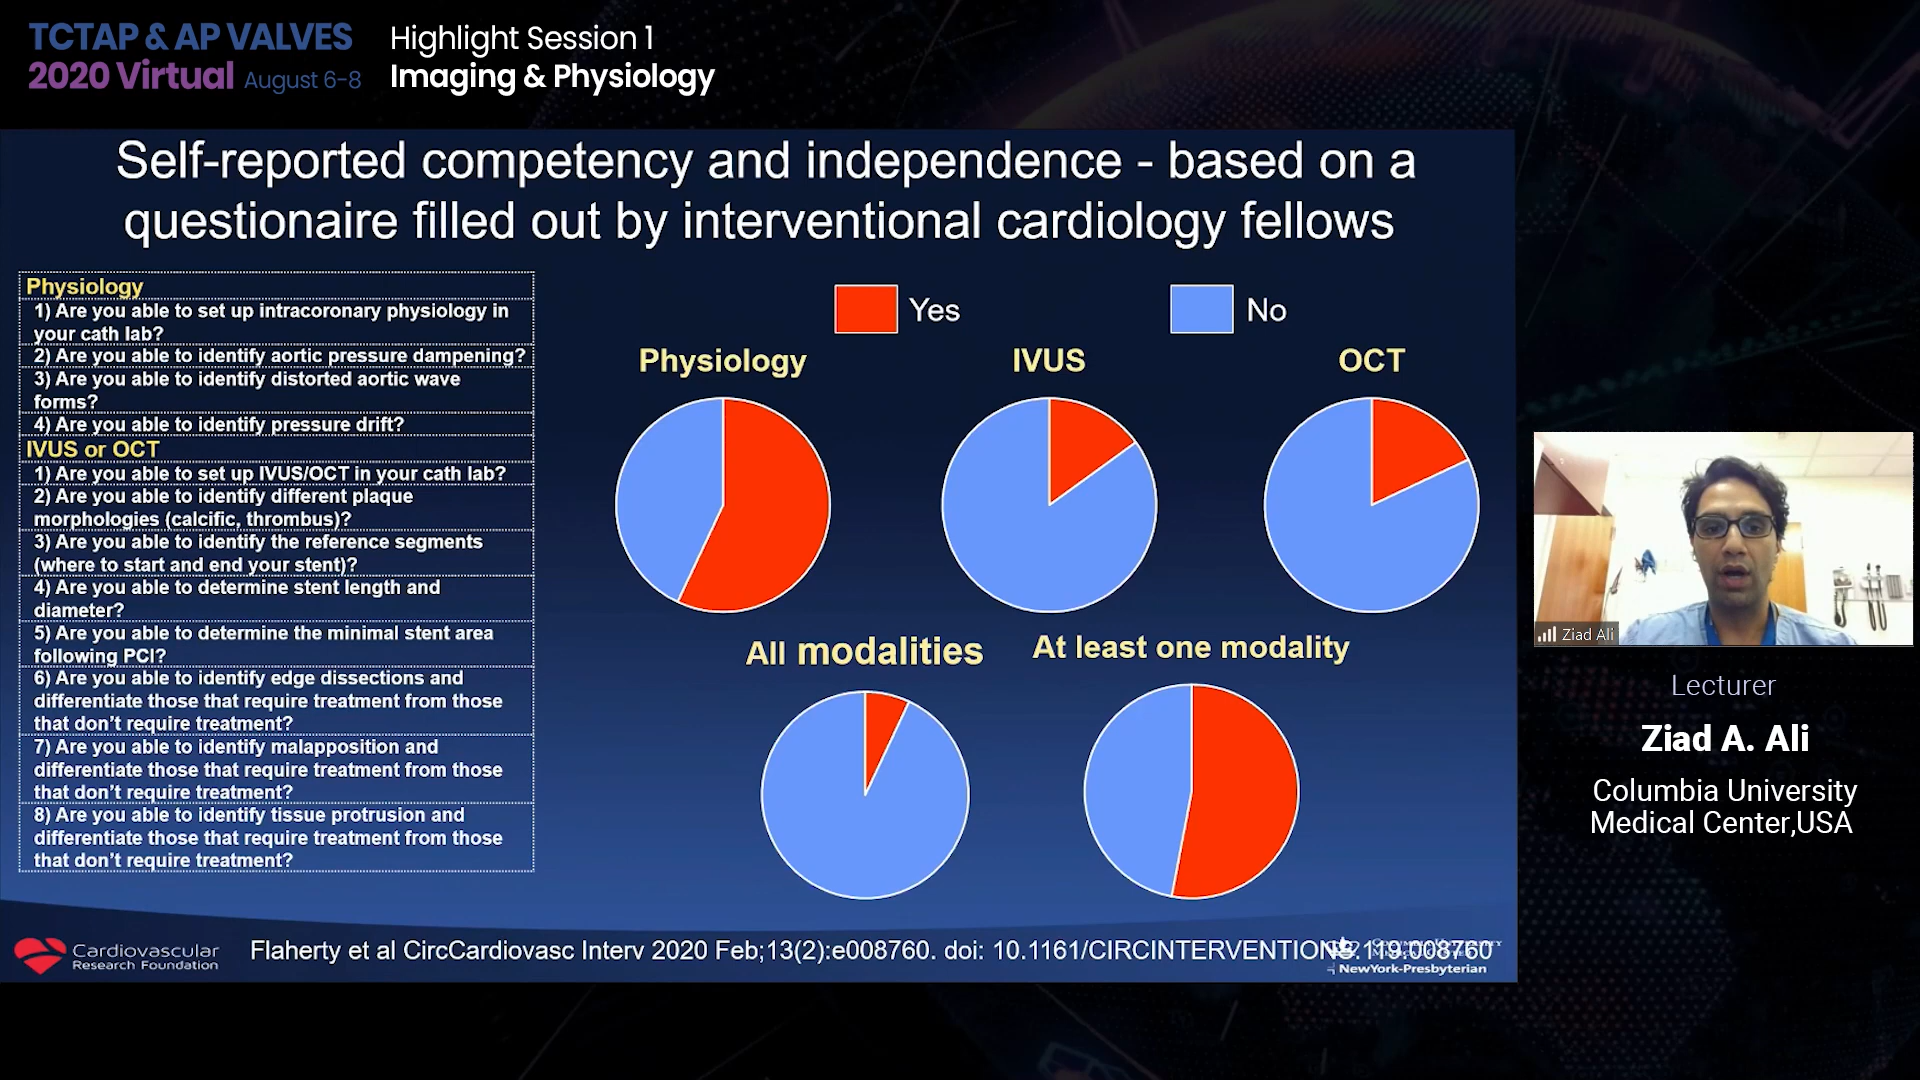 TCTAP & AP VALVES
2020 Virtual August 6-8
Highlight Session 1
Imaging & Physiology
Self-reported competency and independence - based on a
questionaire filled out by interventional cardiology fellows
Physiology
1) Are you able to set up intracoronary physiology in
your cath lab?
2) Are you able to identify aortic pressure dampening?
3) Are you able to identify distorted aortic wave
forms?
4) Are you able to identify pressure drift?
IVUS or OCT
1) Are you able to set up IVUS/OCT in your cath lab?
2) Are you able to identify different plaque
morphologies (calcific, thrombus)?
3) Are you able to identify the reference segments
(where to start and end your stent)?
4) Are you able to determine stent length and
diameter?
5) Are you able to determine the minimal stent area
following PCI?
6) Are you able to identify edge dissections and
differentiate those that require treatment from those
that don't require treatment?
7) Are you able to identify malapposition and
differentiate those that require treatment from those
that don't require treatment?
8) Are you able to identify tissue protrusion and
differentiate those that require treatment from those
that don't require treatment?
Yes
No
Physiology
IVUS
OCT
All modalities
At least one modality
Cardiovascular
Research Foundation
Flaherty et al CircCardiovasc Interv 2020 Feb;13(2):e008760. doi: 10.1161/CIRCINTERVENTIONS.119.008760
NewYork-Presbyterian
Ziad Ali
Lecturer
Ziad A. Ali
Columbia University
Medical Center,USA